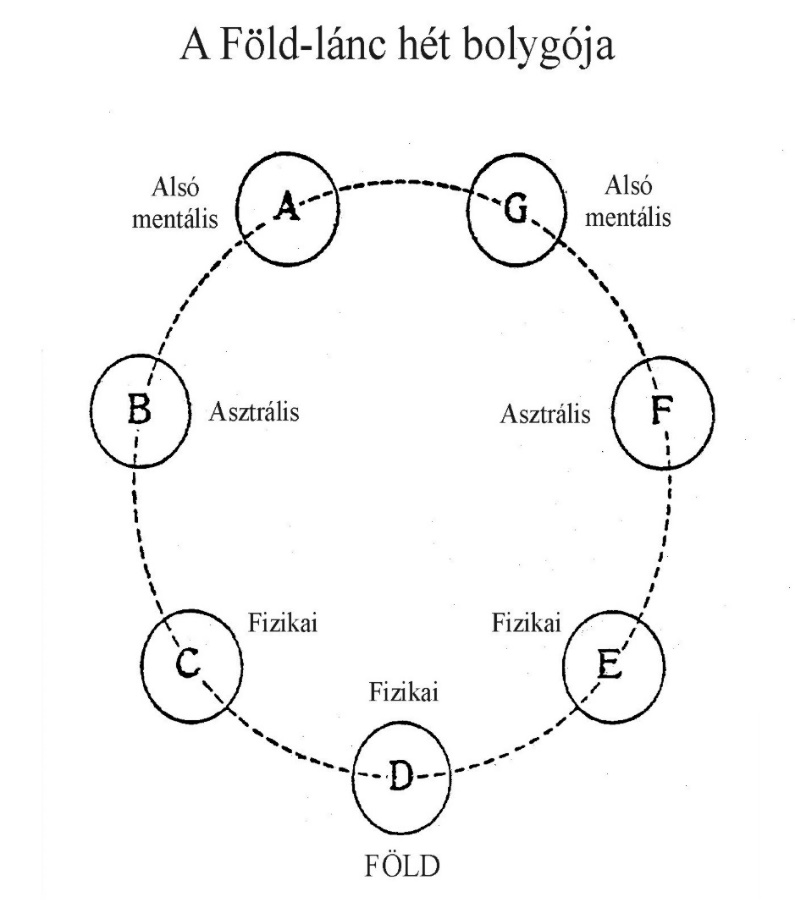 A Föld-lánc hét bolygója
Alsó
mentális
A
G
Alsó
mentális
B
Asztrális
Asztrális
F
Fizikai
C
Fizikai
E
Fizikai
D
FÖLD